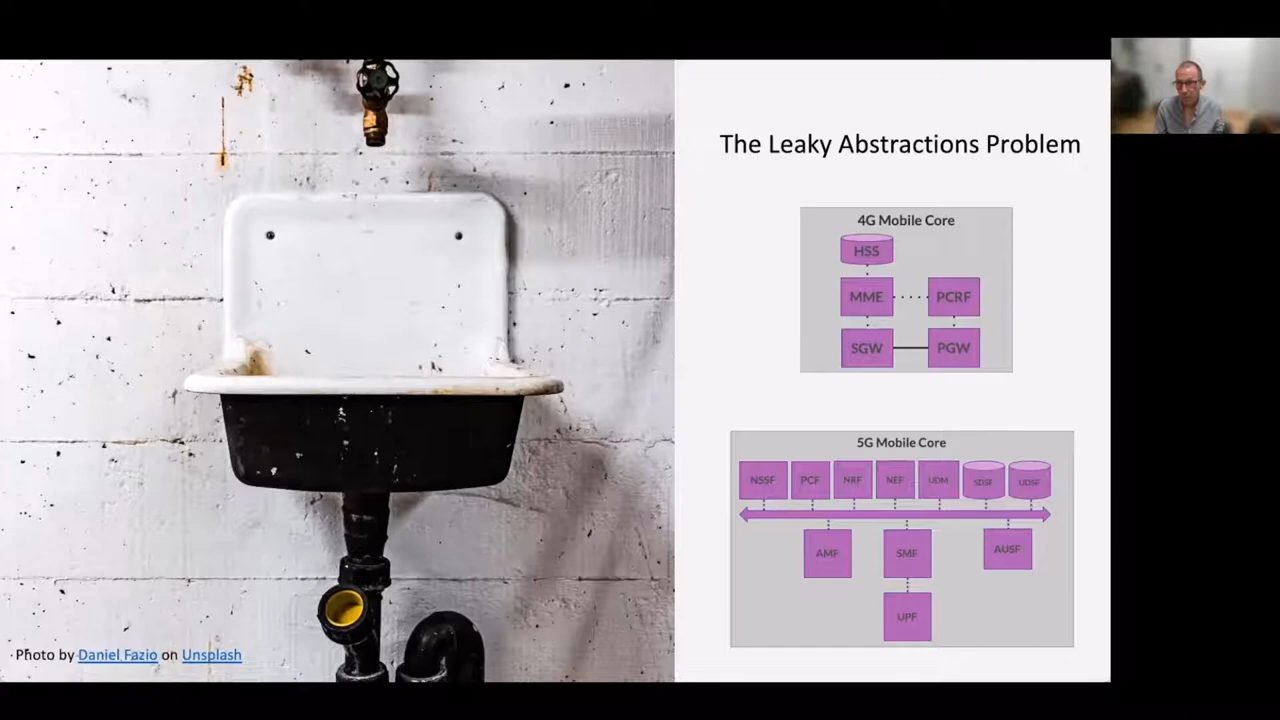 The Leaky Abstractions Problem
4G Mobile Core
HSS
MME
PCRF
SGW
PGW
5G Mobile Core
NSSF
PCF
NRF
NEF
UDM
SDSF
UDSF
AMF
SMF
AUSF
UPF
Photo by Daniel Fazio on Unsplash